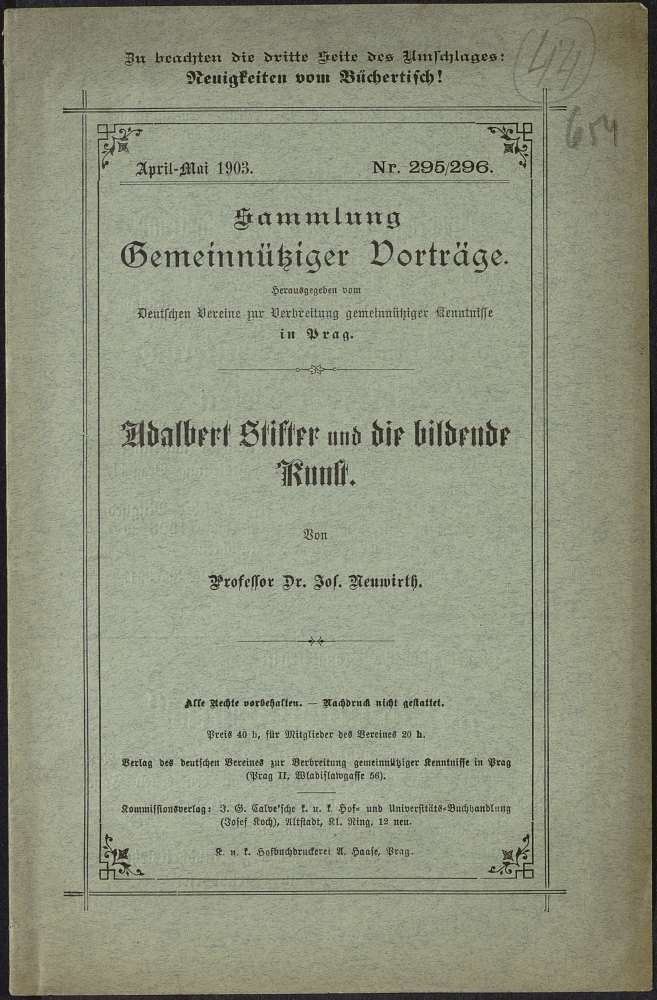 Zu beachten die dritte Seite des Umschlages:
Neuigkeiten vom Büchertisch!
44
654
April-Mai 1903.
Nr. 295/296.
Sammlung
Gemeinnütziger Vorträge.
Herausgegeben vom
Deutschen Vereine zur Verbreitung gemeinnütziger Kenntnisse
in Prag.
Adalbert Stifter und die bildende
Kunst.
Von
Professor Dr. Jos. Neuwirth.
Alle Rechte vorbehalten. — Nachdruck nicht gestattet.
Preis 40 h, für Mitglieder des Vereines 20 h.
Verlag des deutschen Vereines zur Verbreitung gemeinnütziger Kenntnisse in Prag
(Prag II, Wladislawgasse 56).
Kommissionsverlag: J. G. Calve'sche k. u. k. Hof- und Universitäts-Buchhandlung
(Josef Koch), Altstadt, Kl. Ring, 12 neu.
K. u. k. Hofbuchdruckerei A. Haase, Prag.